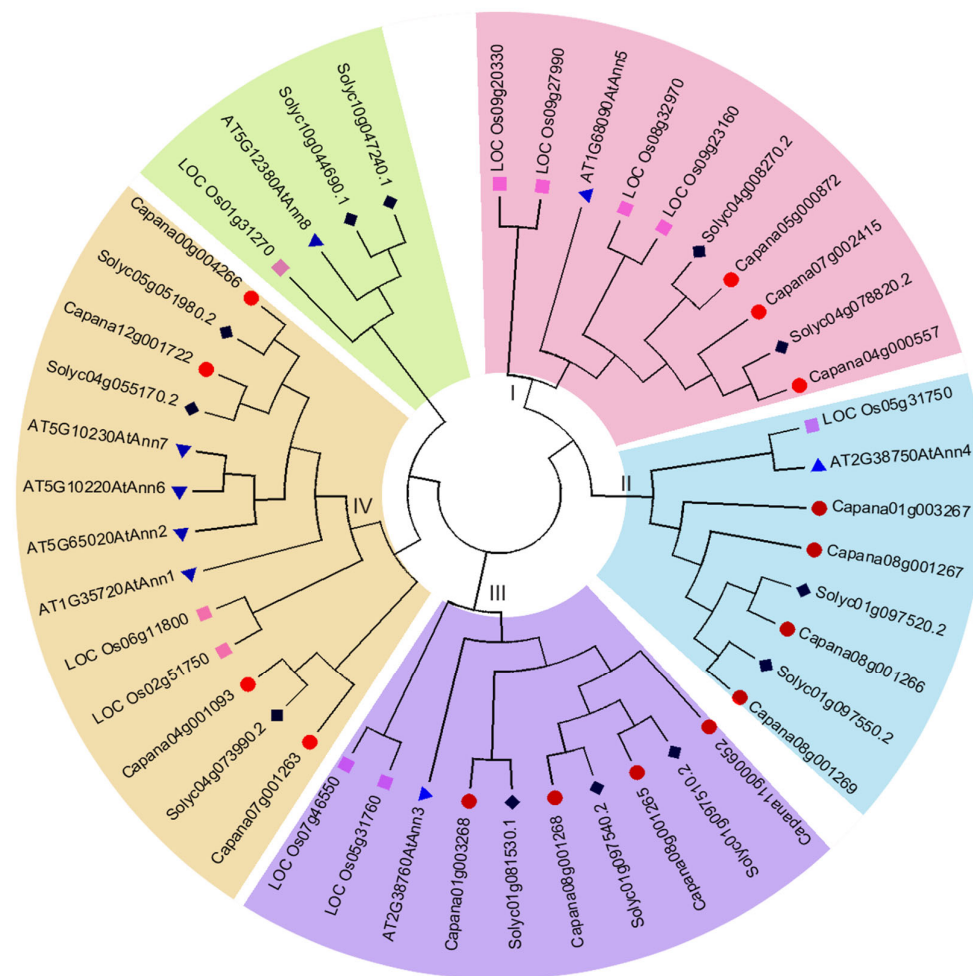 LOC Os09g20330
LOC Os09g27990
AT1G68090AtAnn5
LOC Os08g32970
LOC Os09g23160
Solyc04g008270.2
Capana05g000872
Capana07g002415
Solyc04g078820.2
Capana04g000557
LOC Os05g31750
AT2G38750AtAnn4
Capana01g003267
Capana08g001267
Solyc01g097520.2
Capana08g001266
Solyc01g097550.2
Capana08g001269
Capana11g000652
Solyc01g097510.2
Capana08g001265
Solyc01g097540.2
Capana08g001268
Solyc01g081530.1
Capana01g003268
AT2G38760AtAnn3
LOC Os05g31760
LOC Os07g46550
Capana07g001263
Solyc04g073990.2
Capana04g001093
LOC Os02g51750
LOC Os06g11800
AT1G35720AtAnn1
AT5G65020AtAnn2
AT5G10220AtAnn6
AT5G10230AtAnn7
Solyc04g055170.2
Capana12g001722
Solyc05g051980.2
Capana00g004266
LOC Os01g31270
AT5G12380AtAnn8
Solyc10g044690.1
Solyc10g047240.1
I
II
III
IV